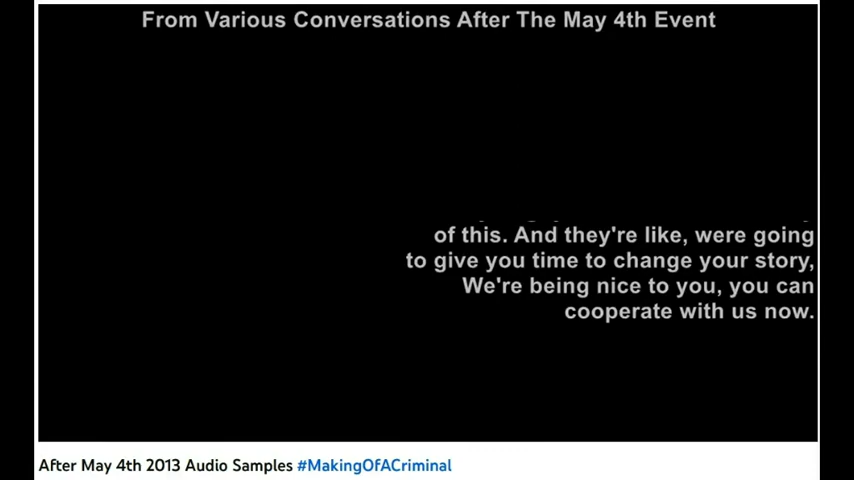 From Various Conversations After The May 4th Event
of this. And they're like, were going
to give you time to change your story,
We're being nice to you, you can
cooperate with us now.
After May 4th 2013 Audio Samples #MakingOfACriminal